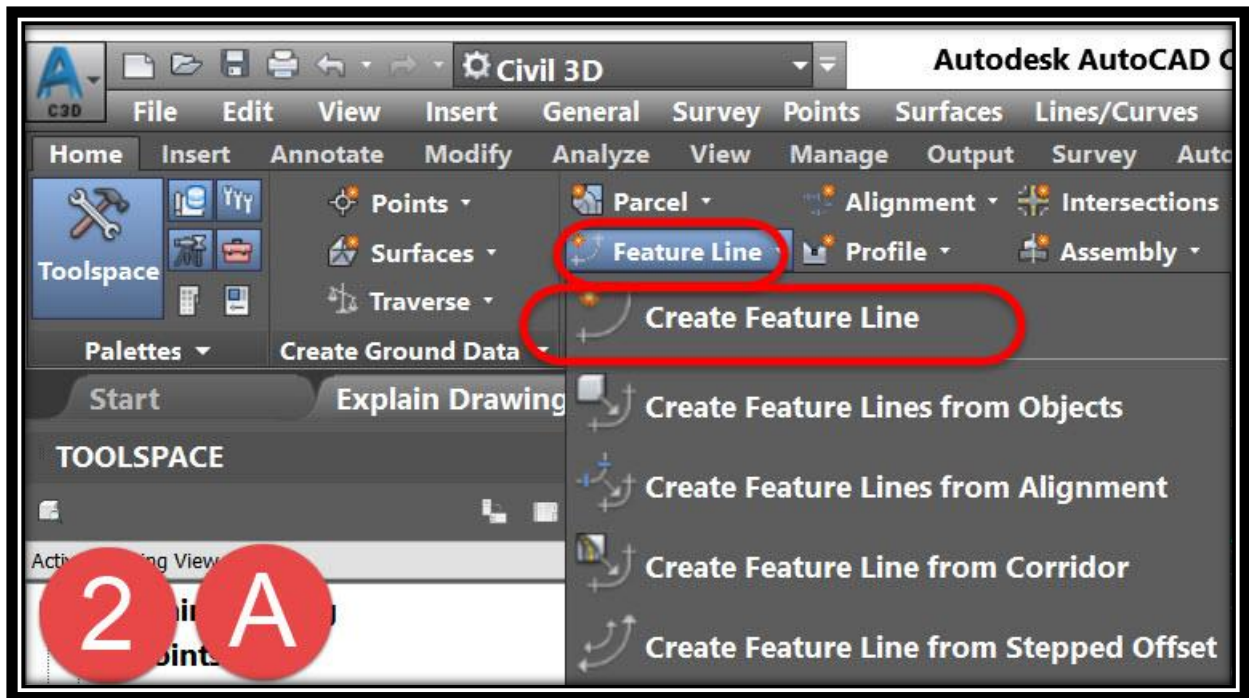 Civil 3D
Autodesk AutoCAD C
C3D
File Edit View Insert General Survey Points Surfaces Lines/Curves
Home Insert Annotate Modify Analyze View Manage Output Survey Auto
Toolspace
Points
Parcel
Alignment
Intersections
Surfaces
Feature Line
Profile
Assembly
Traverse
Create Feature Line
Palettes
Create Ground Data
Start
Explain Drawing
Create Feature Lines from Objects
TOOLSPACE
Create Feature Lines from Alignment
Create Feature Line from Corridor
2 A
Create Feature Line from Stepped Offset